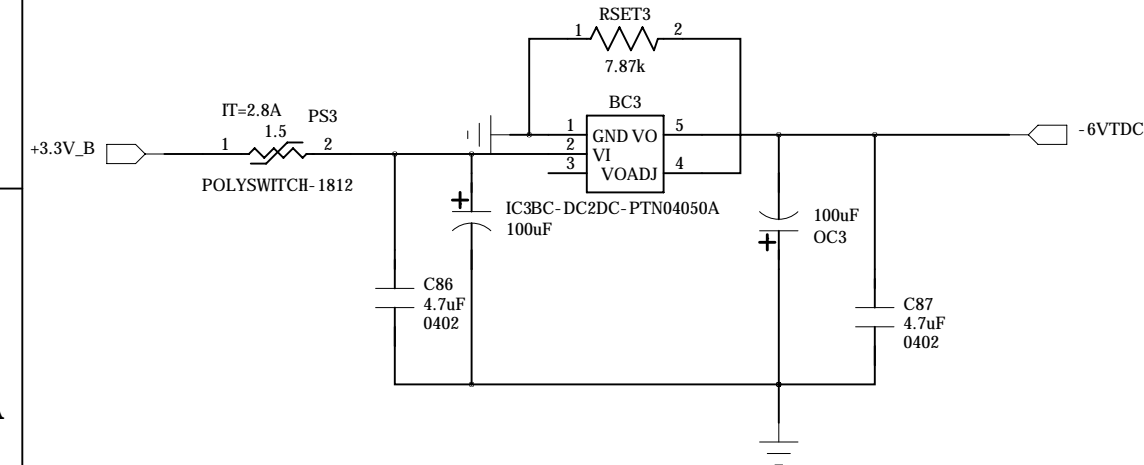 RSET3
1
2
7.87k
BC3
IT=2.8A
PS3
1.5
1
2
+3.3V_B
POLYSWITCH-1812
1
GND VO
5
2
VI
3
VOADJ
4
-6VTDC
+
IC3BC-DC2DC-PTN04050A
100uF
100uF
OC3
+
C86
4.7uF
0402
C87
4.7uF
0402